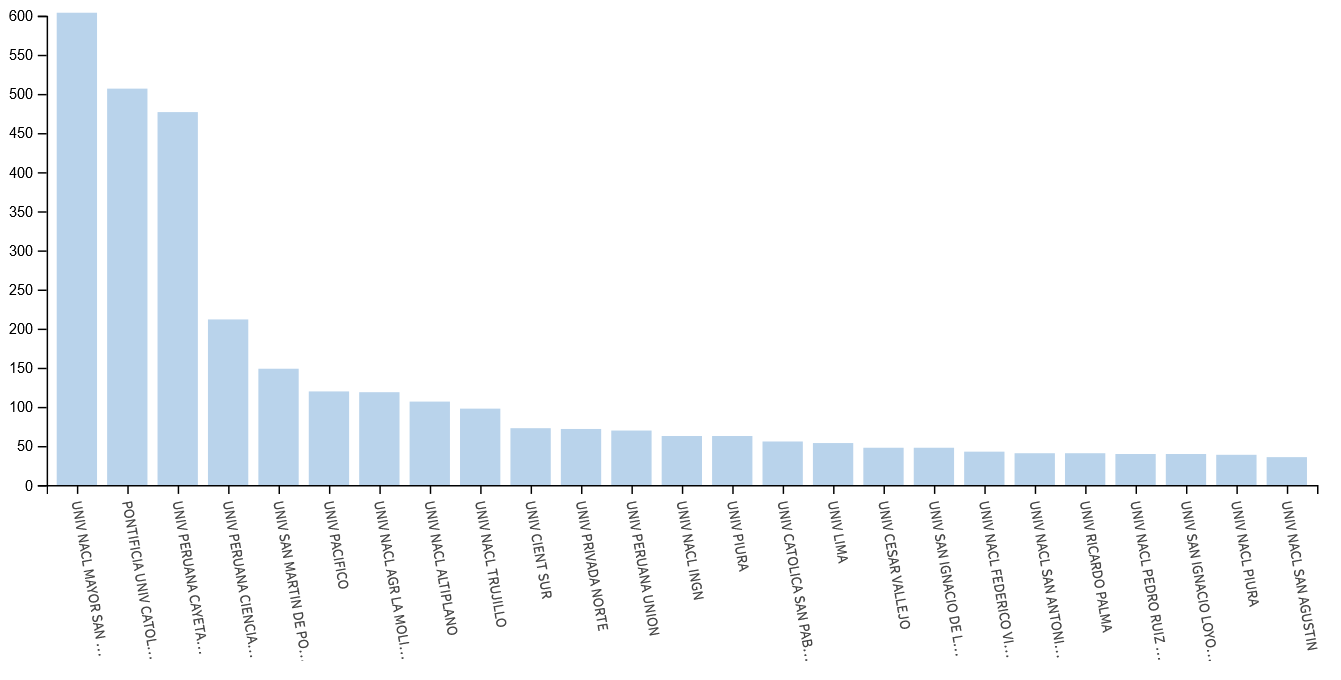 600
550
500
450
400
350
300
250
200
150
100
50
0
UNIV NACL MAYOR SAN ...
PONTIFICIA UNIV CATOL...
UNIV PERUANA CAYETA...
UNIV PERUANA CIENCIA...
UNIV SAN MARTIN DE PO...
UNIV PACIFICO
UNIV NACL AGR LA MOLI...
UNIV NACL ALTIPLANO
UNIV NACL TRUJILLO
UNIV CIENT SUR
UNIV PRIVADA NORTE
UNIV PERUANA UNION
UNIV NACL INGN
UNIV PIURA
UNIV CATOLICA SAN PAB...
UNIV LIMA
UNIV CESAR VALLEJO
UNIV SAN IGNACIO DE L...
UNIV NACL FEDERICO VI...
UNIV NACL SAN ANTONI...
UNIV RICARDO PALMA
UNIV NACL PEDRO RUIZ ...
UNIV SAN IGNACIO LOYO...
UNIV NACL PIURA
UNIV NACL SAN AGUSTIN